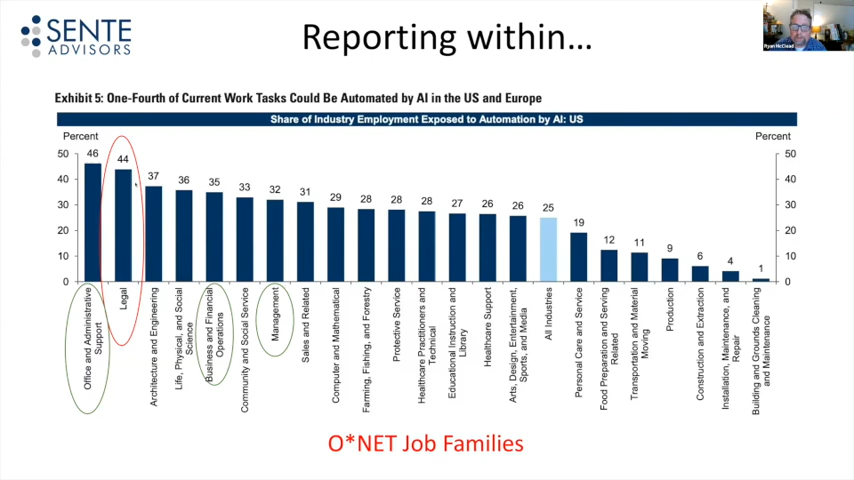 SENTE
ADVISORS
Reporting within…
Ryan McClead
Exhibit 5: One-Fourth of Current Work Tasks Could Be Automated by AI in the US and Europe
Share of Industry Employment Exposed to Automation by AI: US
Percent
Percent
50
40
30
20
10
0
46
44
37
36
35
33
32
31
29
28
28
28
27
26
26
25
19
12
11
9
6
4
1
50
40
30
20
10
0
Office and Administrative
Support
Legal
Architecture and Engineering
Life, Physical, and Social
Science
Business and Financial
Operations
Community and Social Service
Management
Sales and Related
Computer and Mathematical
Farming, Fishing, and Forestry
Protective Service
Healthcare Practitioners and
Technical
Educational Instruction and
Library
Healthcare Support
Arts, Design, Entertainment,
Sports, and Media
All Industries
Personal Care and Service
Food Preparation and Serving
Related
Transportation and Material
Moving
Production
Construction and Extraction
Installation, Maintenance, and
Repair
Building and Grounds Cleaning
and Maintenance
O*NET Job Families